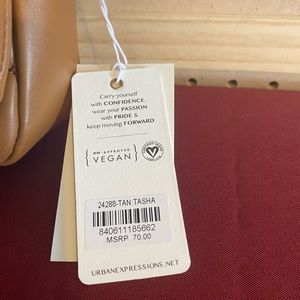 Carry yourself
with CONFIDENCE,
wear your PASSION
with PRIDE &
keep moving FORWARD
APPROVED
VEGAN
24288-TAN TASHA
840611185662
MSRP 70.00
URBANEXPRESSIONS.NET